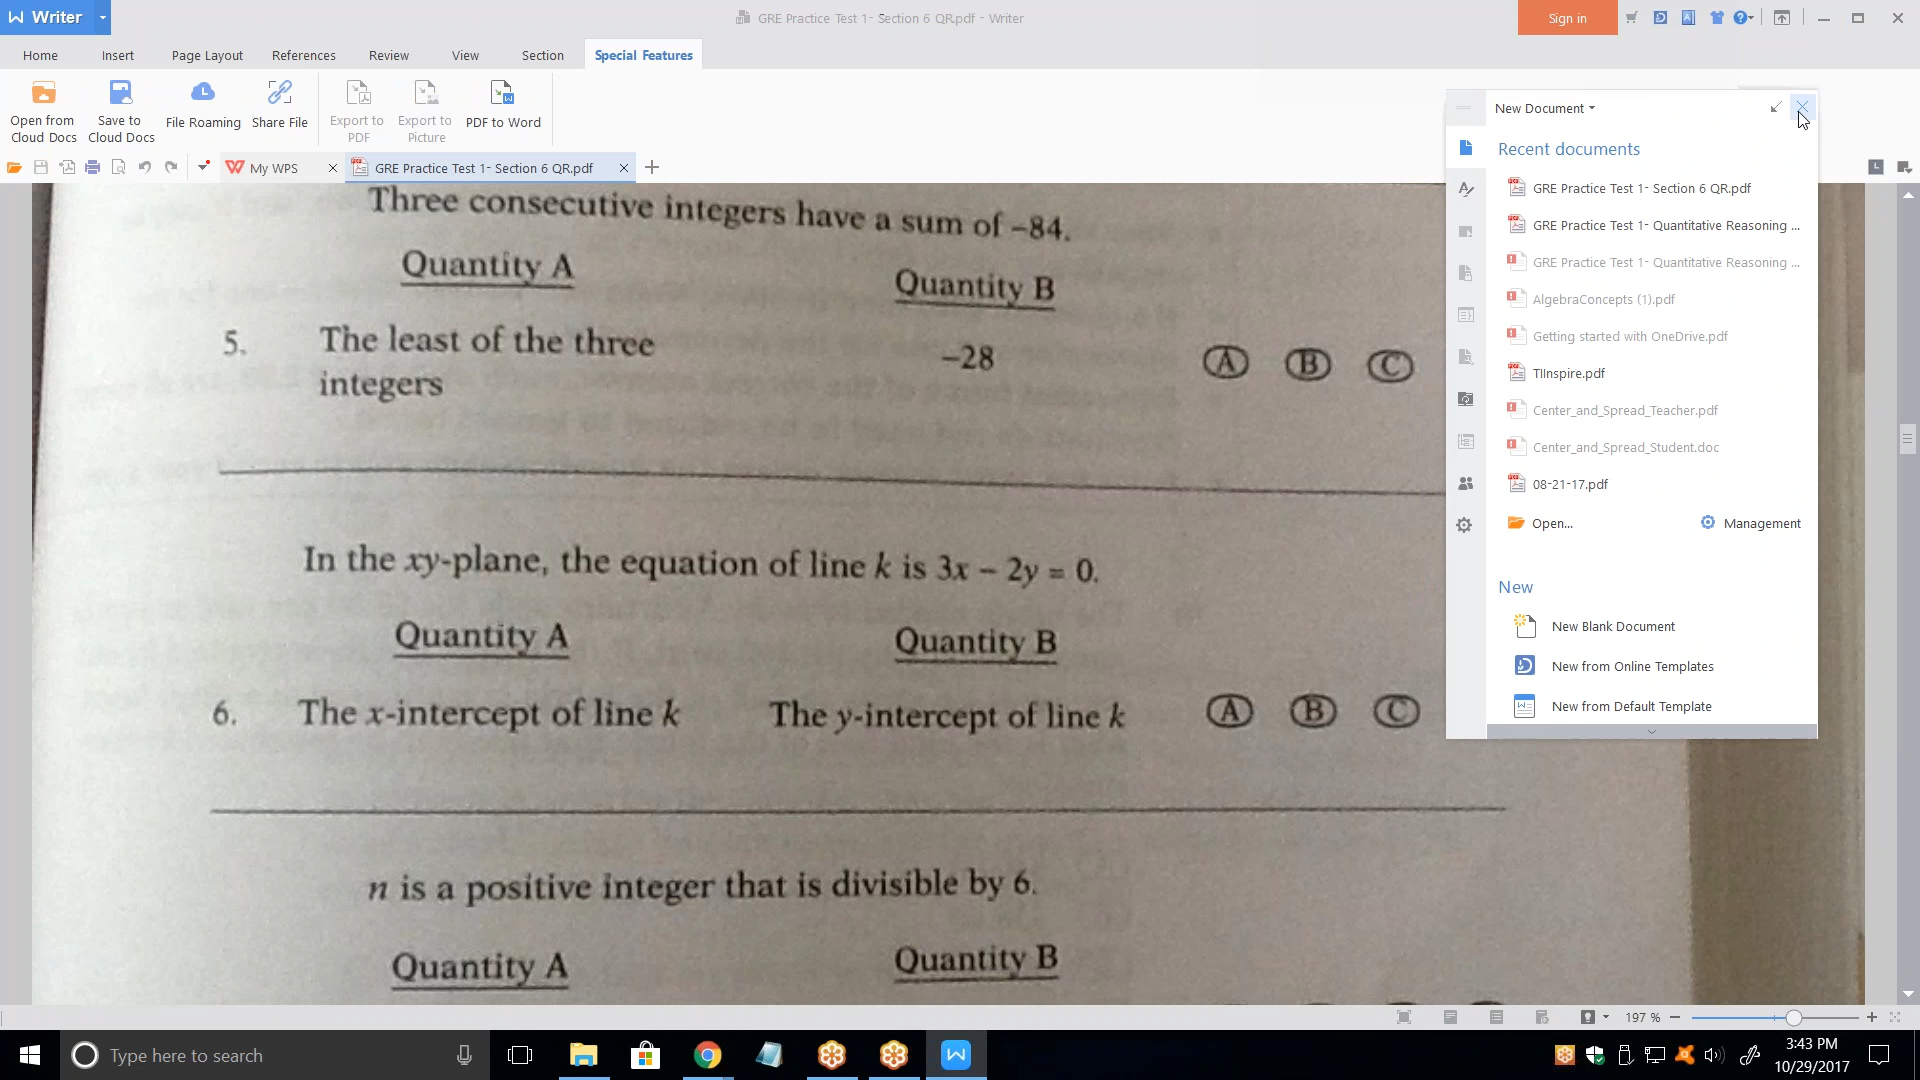 Writer
GRE Practice Test 1- Section 6 QR.pdf - Writer
Sign in
Home
Insert
Page Layout
References
Review
View
Section
Special Features
Open from
Cloud Docs
Save to
Cloud Docs
File Roaming
Share File
Export to
PDF
Export to
Picture
PDF to Word
My WPS
GRE Practice Test 1- Section 6 QR.pdf
Three consecutive integers have a sum of –84.
Quantity A
Quantity B
5.
The least of the three
integers
–28
A B C
In the xy-plane, the equation of line k is 3x – 2y = 0.
Quantity A
Quantity B
6.
The x-intercept of line k
The y-intercept of line k
A B C
n is a positive integer that is divisible by 6.
Quantity A
Quantity B
New Document
Recent documents
GRE Practice Test 1- Section 6 QR.pdf
GRE Practice Test 1- Quantitative Reasoning ...
GRE Practice Test 1- Quantitative Reasoning ...
AlgebraConcepts (1).pdf
Getting started with OneDrive.pdf
TIInspire.pdf
Center_and_Spread_Teacher.pdf
Center_and_Spread_Student.doc
08-21-17.pdf
Open...
Management
New
New Blank Document
New from Online Templates
New from Default Template
197 %
Type here to search
3:43 PM
10/29/2017